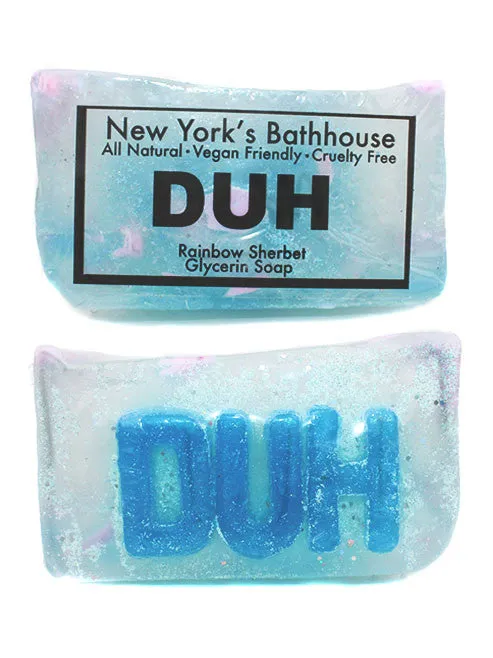 New York's Bathhouse
All Natural • Vegan Friendly • Cruelty Free
DUH
Rainbow Sherbet
Glycerin Soap
DUH